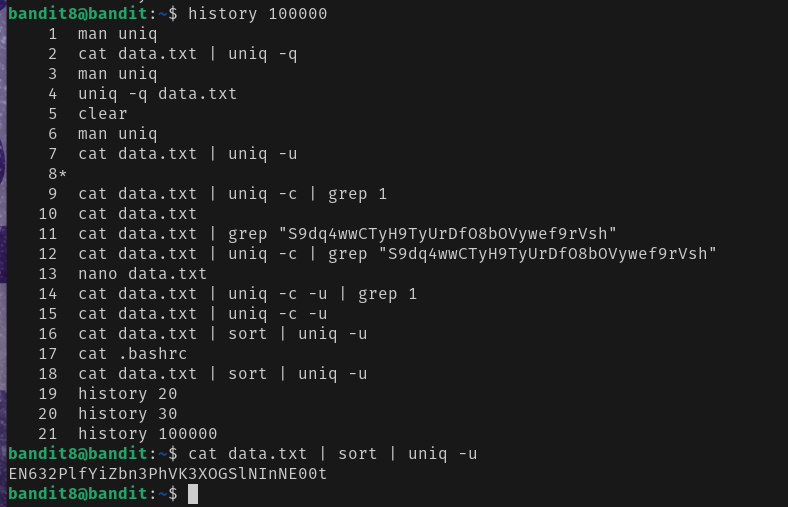 bandit8@bandit:~$ history 100000
1 man uniq
2 cat data.txt | uniq -q
3 man uniq
4 uniq -q data.txt
5 clear
6 man uniq
7 cat data.txt | uniq -u
8*
9 cat data.txt | uniq -c | grep 1
10 cat data.txt
11 cat data.txt | grep "S9dq4wwCTyH9TyUrDfO8bOVywef9rVsh"
12 cat data.txt | uniq -c | grep "S9dq4wwCTyH9TyUrDfO8bOVywef9rVsh"
13 nano data.txt
14 cat data.txt | uniq -c -u | grep 1
15 cat data.txt | uniq -c -u
16 cat data.txt | sort | uniq -u
17 cat .bashrc
18 cat data.txt | sort | uniq -u
19 history 20
20 history 30
21 history 100000
bandit8@bandit:~$ cat data.txt | sort | uniq -u
EN632PlfYiZbn3PhVK3XOGSlNInNE00t
bandit8@bandit:~$